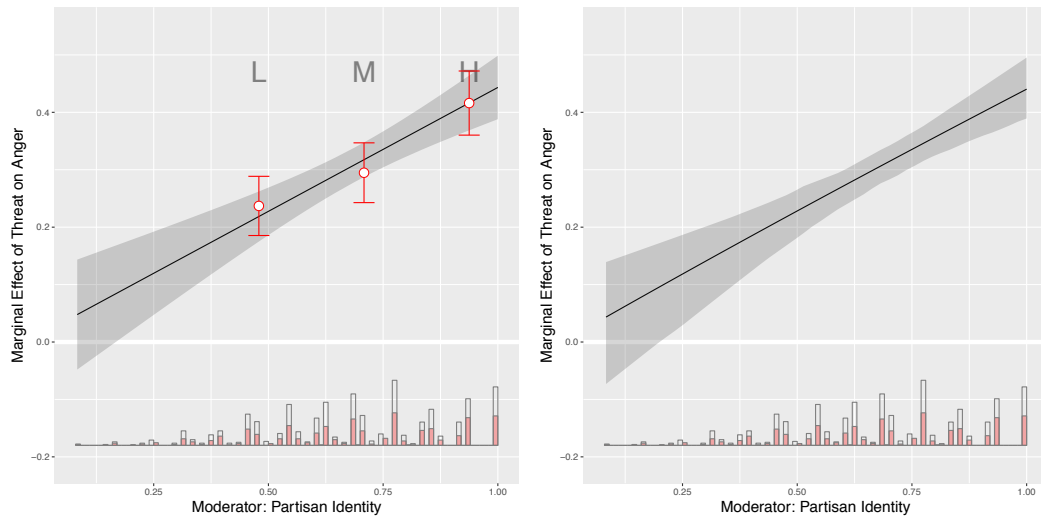 L M H
Marginal Effect of Threat on Anger
0.4
0.2
0.0
−0.2
0.25 0.50 0.75 1.00
Moderator: Partisan Identity
Marginal Effect of Threat on Anger
0.4
0.2
0.0
−0.2
0.25 0.50 0.75 1.00
Moderator: Partisan Identity